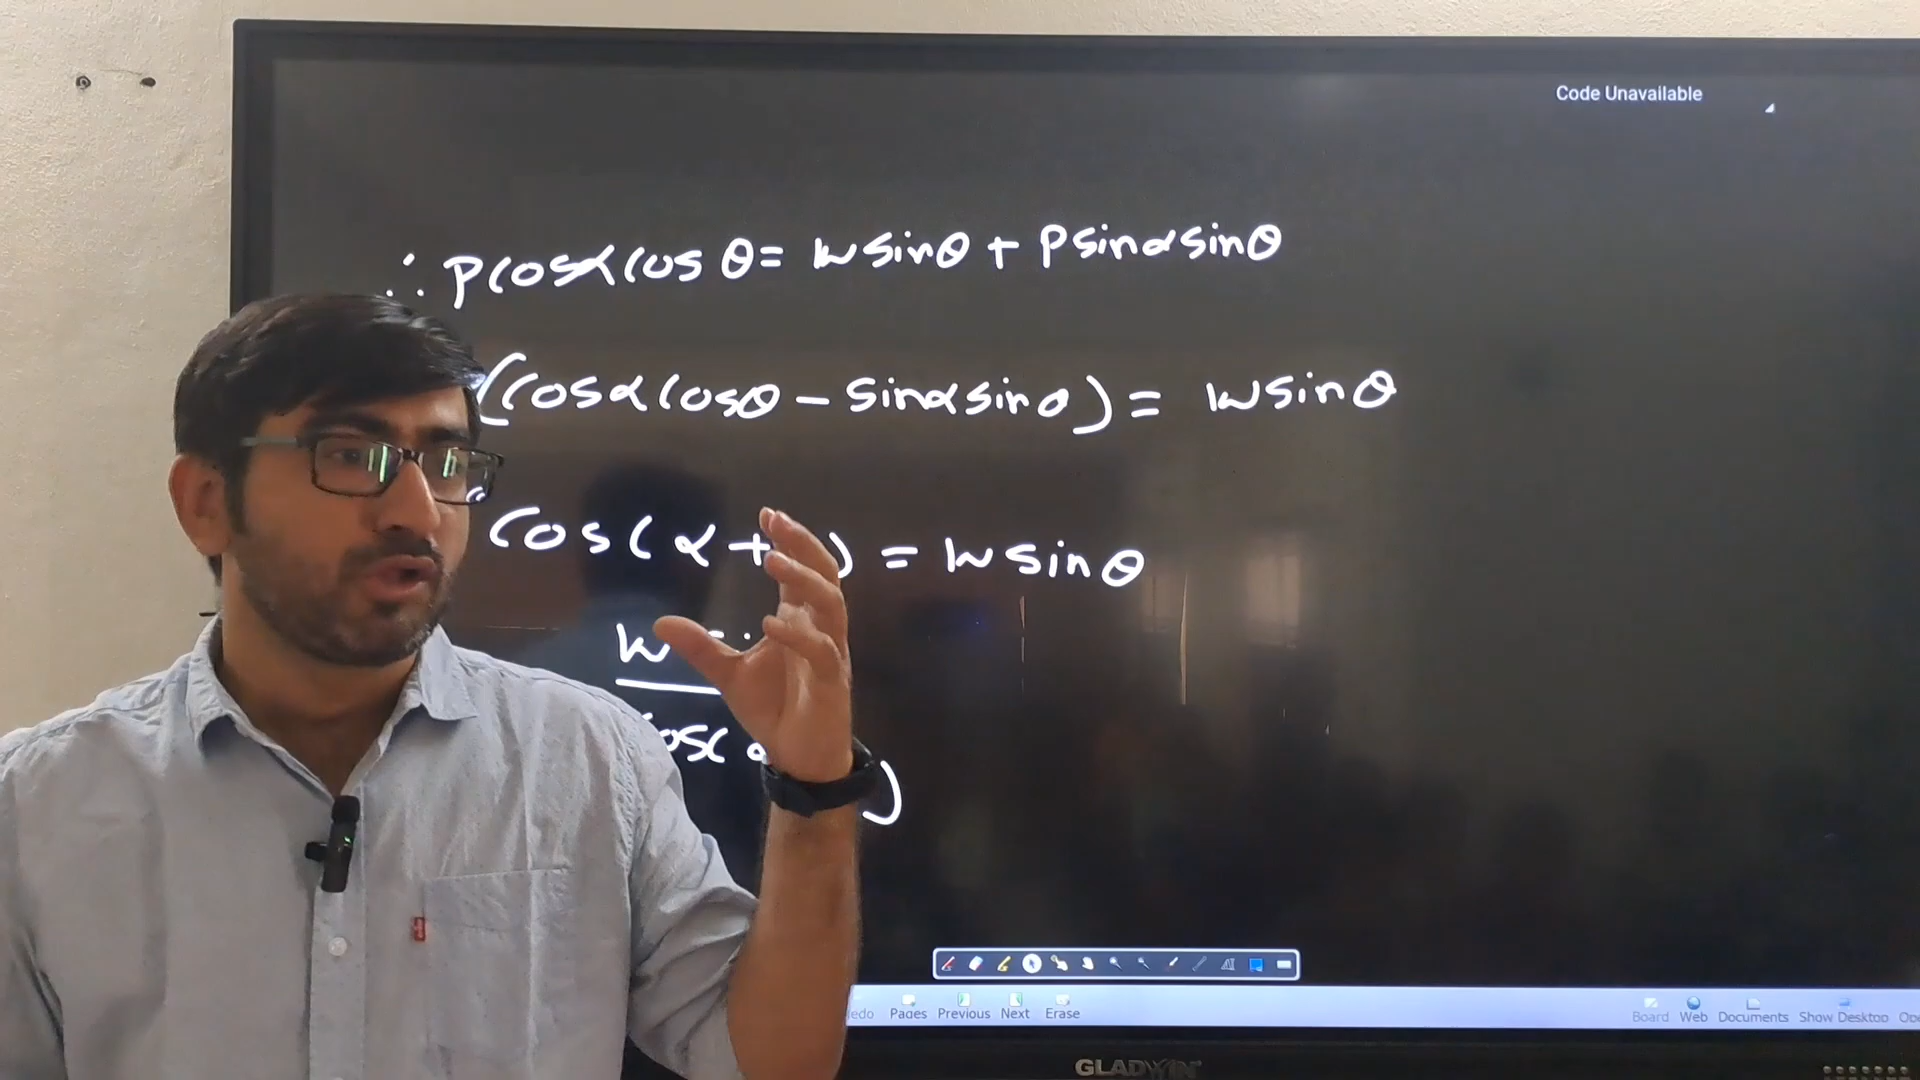 Code Unavailable
∴ Pcosαcosθ = wsinθ + Psinαsinθ
(cosαcosθ − sinαsinθ) = wsinθ
cos(α+ ) = wsinθ
w
cos(α )
Pages Previous Next Erase Board Web Documents Show Desktop
GLADWIN